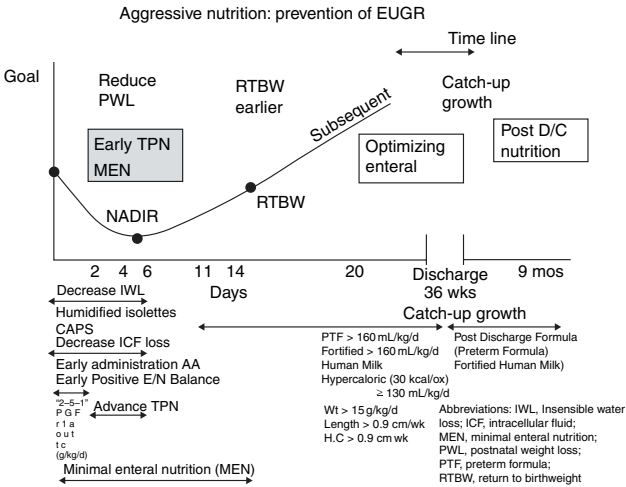 Aggressive nutrition: prevention of EUGR
Time line
Goal
Reduce
PWL
RTBW
earlier
Catch-up
growth
Subsequent
Early TPN
MEN
Optimizing
enteral
Post D/C
nutrition
NADIR
RTBW
2 4 6 11 14 20 Discharge 9 mos
Days
36 wks
Decrease IWL
Humidified isolettes
CAPS
Decrease ICF loss
Early administration AA
Early Positive E/N Balance
"2–5–1"
P G F
r l a
o u t
t c
(g/kg/d)
Advance TPN
Minimal enteral nutrition (MEN)
Catch-up growth
PTF > 160 mL/kg/d
Fortified > 160 mL/kg/d
Human Milk
Hypercaloric (30 kcal/ox)
≥ 130 mL/kg/d
Wt > 15 g/kg/d
Length > 0.9 cm/wk
H.C > 0.9 cm wk
Post Discharge Formula
(Preterm Formula)
Fortified Human Milk)
Abbreviations: IWL, Insensible water
loss; ICF, intracellular fluid;
MEN, minimal enteral nutrition;
PWL, postnatal weight loss;
PTF, preterm formula;
RTBW, return to birthweight